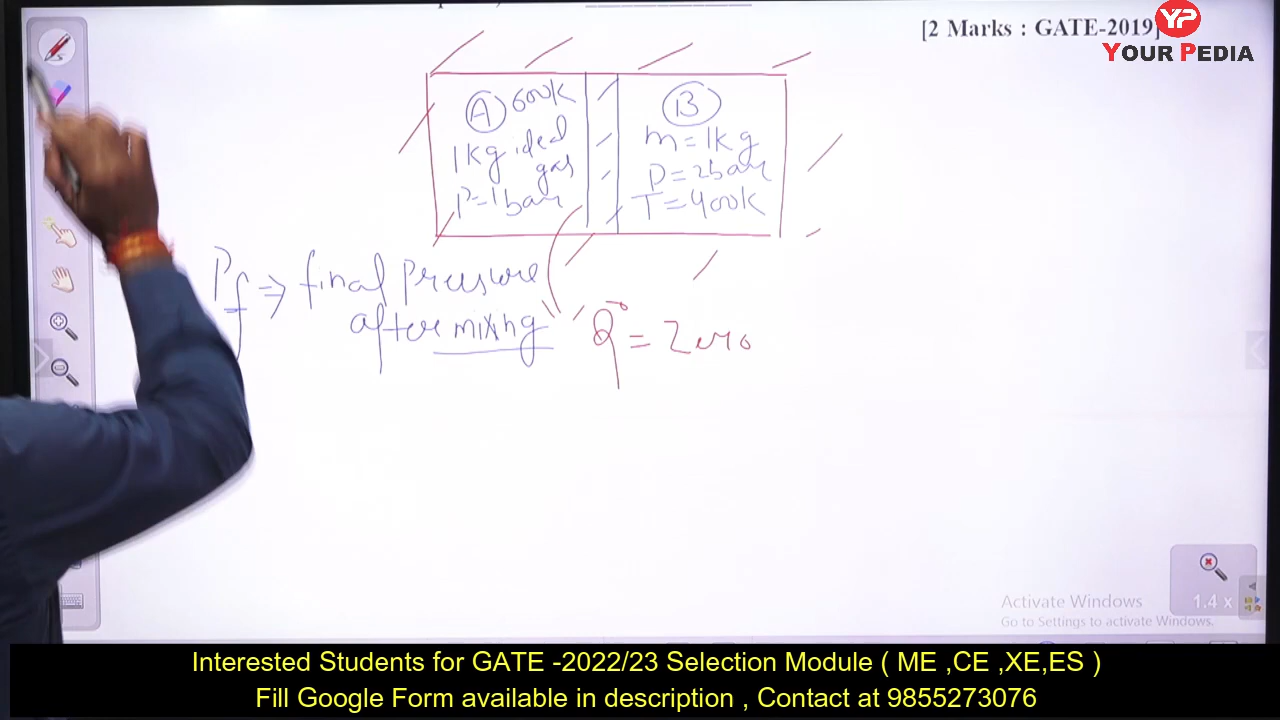 [2 Marks : GATE-2019]
YP
YOUR PEDIA
A 600K
1kg ideal
gas
P=1bar
B
m=1kg
P=2bar
T=400K
Pf ⇒ final pressure
after mixing
Q = Zero
1.4 x
Activate Windows
Go to Settings to activate Windows.
Interested Students for GATE -2022/23 Selection Module ( ME ,CE ,XE,ES )
Fill Google Form available in description , Contact at 9855273076